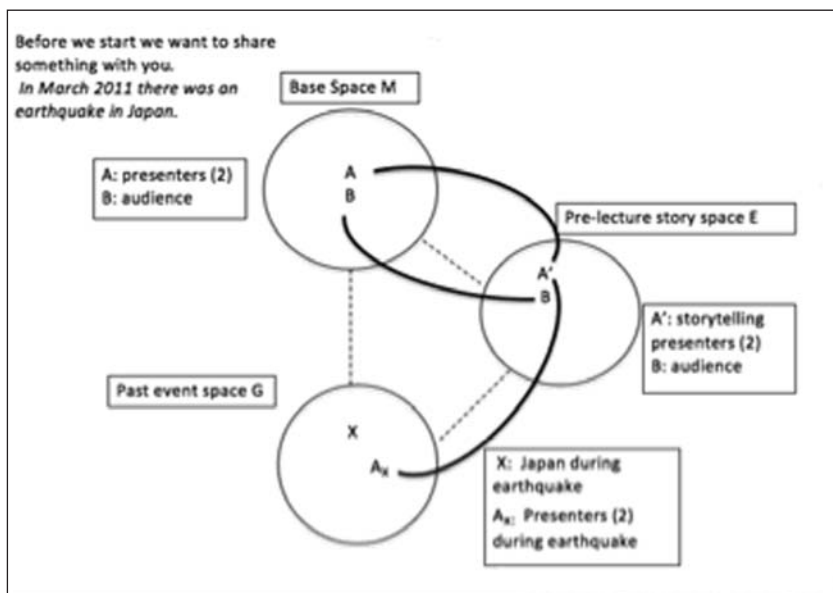 Before we start we want to share
something with you.
In March 2011 there was an
earthquake in Japan.
Base Space M
A: presenters (2)
B: audience
A
B
Pre-lecture story space E
A'
B
A': storytelling
presenters (2)
B: audience
Past event space G
X
Ax
X: Japan during
earthquake
Ax: Presenters (2)
during earthquake